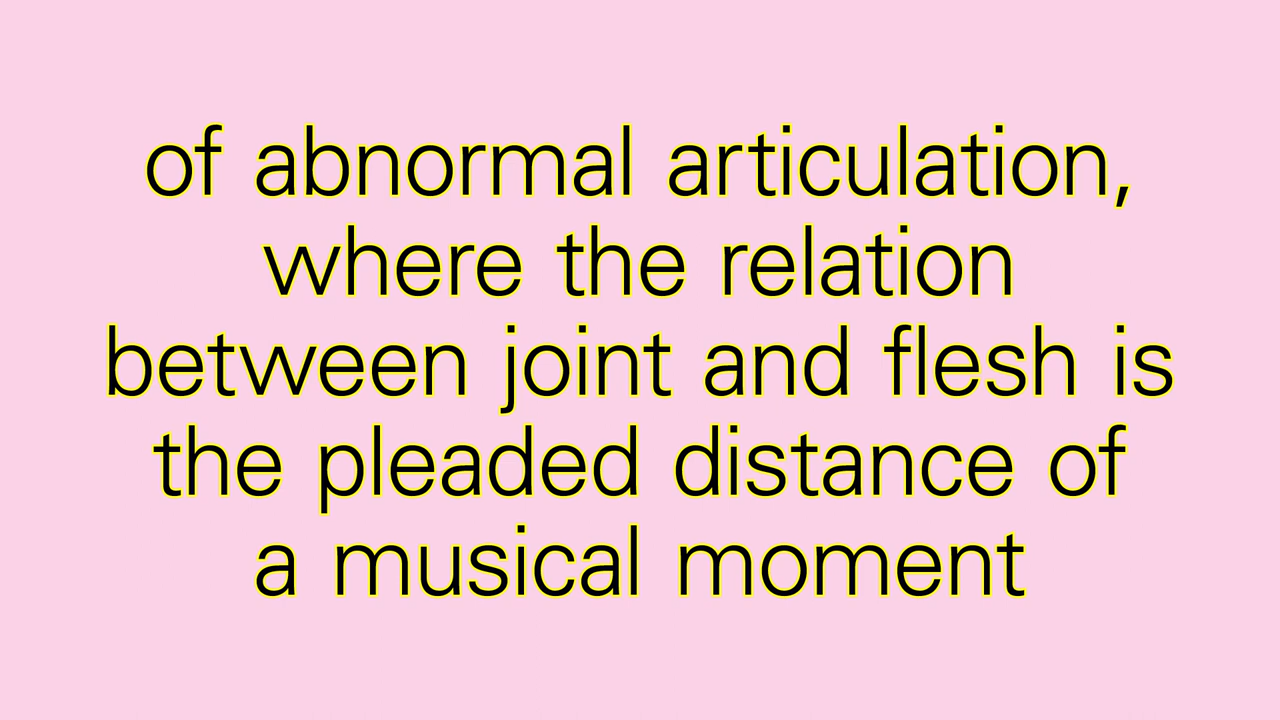 of abnormal articulation,
where the relation
between joint and flesh is
the pleaded distance of
a musical moment